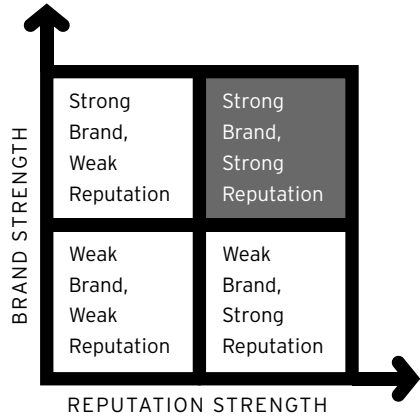 BRAND STRENGTH
Strong
Brand,
Weak
Reputation
Strong
Brand,
Strong
Reputation
Weak
Brand,
Weak
Reputation
Weak
Brand,
Strong
Reputation
REPUTATION STRENGTH